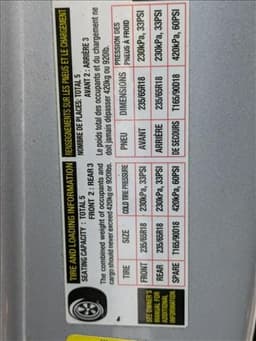 TIRE AND LOADING INFORMATION
SEATING CAPACITY : TOTAL 5
FRONT 2 : REAR 3
The combined weight of occupants and
cargo should never exceed 420kg or 920lbs.
TIRE SIZE COLD TIRE PRESSURE
FRONT 235/65R18 230kPa, 33PSI
REAR 235/65R18 230kPa, 33PSI
SPARE T165/90D18 420kPa, 60PSI
SEE OWNER'S
MANUAL FOR
ADDITIONAL
INFORMATION
RENSEIGNEMENTS SUR LES PNEUS ET LE CHARGEMENT
NOMBRE DE PLACES: TOTAL 5
AVANT 2 : ARRIÈRE 3
Le poids total des occupants et du chargement ne
doit jamais dépasser 420kg ou 920lb.
PNEU DIMENSIONS PRESSION DES
PNEUS À FROID
AVANT 235/65R18 230kPa, 33PSI
ARRIÈRE 235/65R18 230kPa, 33PSI
DE SECOURS T165/90D18 420kPa, 60PSI